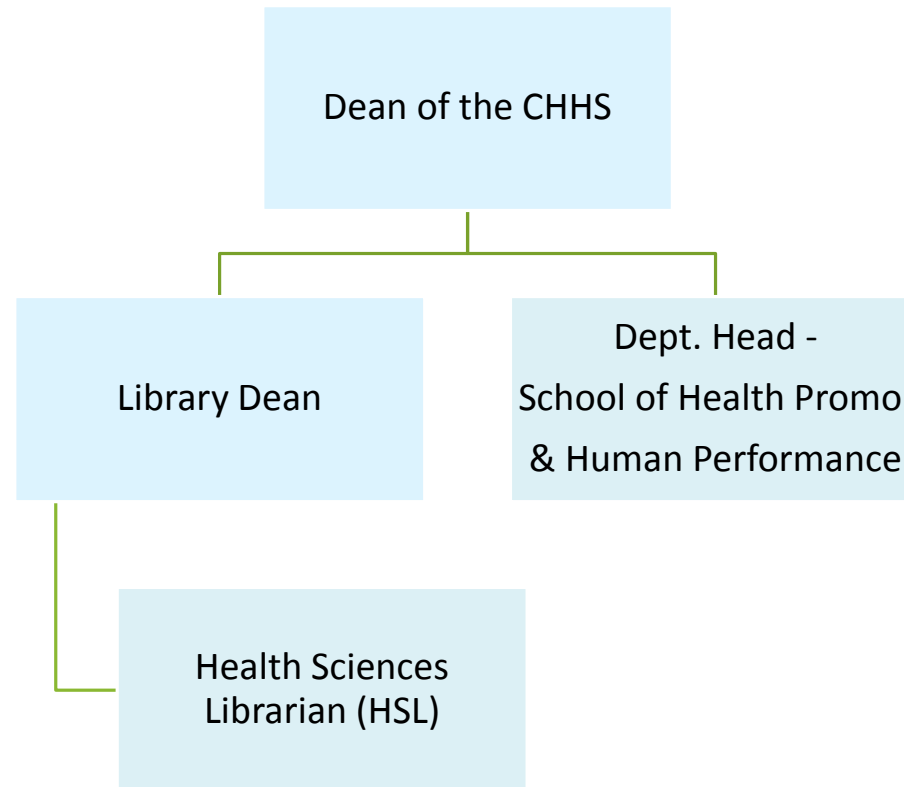 Dean of the CHHS
Library Dean
Dept. Head -
School of Health Promo
& Human Performance
Health Sciences
Librarian (HSL)